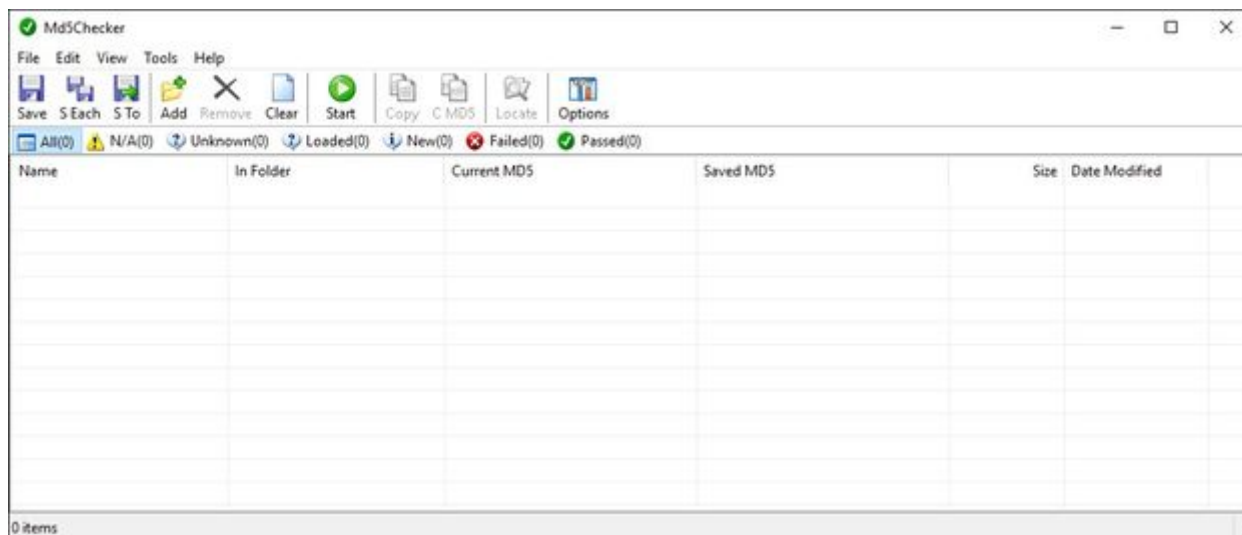 Md5Checker
File Edit View Tools Help
Save S Each S To Add Remove Clear Start Copy C MD5 Locate Options
All(0) N/A(0) Unknown(0) Loaded(0) New(0) Failed(0) Passed(0)
Name In Folder Current MD5 Saved MD5 Size Date Modified
0 items